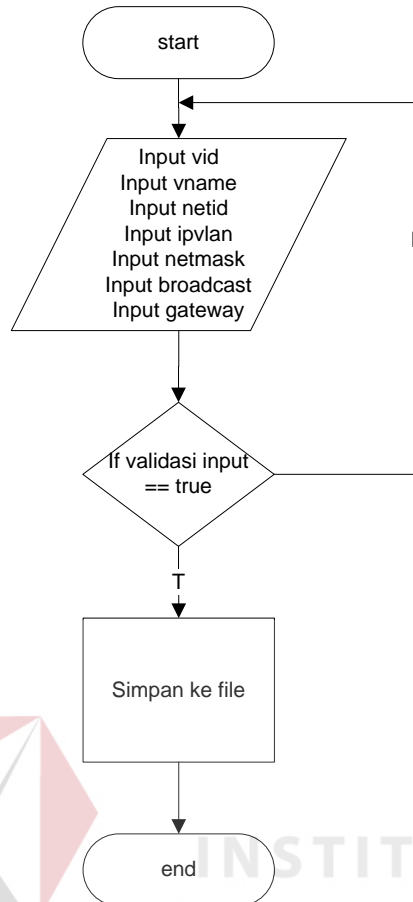 start
Input vid
Input vname
Input netid
Input ipvlan
Input netmask
Input broadcast
Input gateway
If validasi input
== true
T
Simpan ke file
end
INSTIT